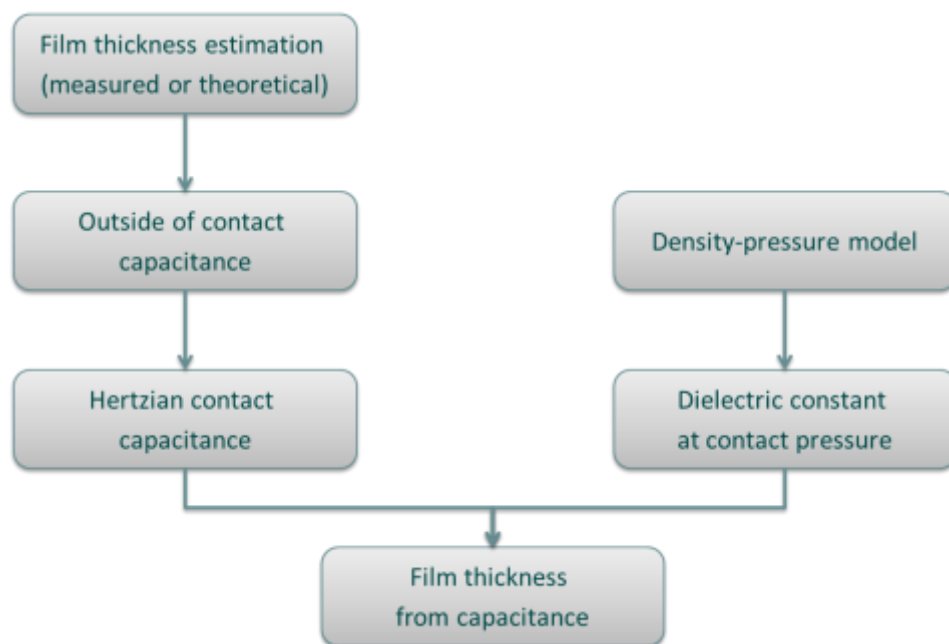 Film thickness estimation
(measured or theoretical)
Outside of contact
capacitance
Density-pressure model
Hertzian contact
capacitance
Dielectric constant
at contact pressure
Film thickness
from capacitance